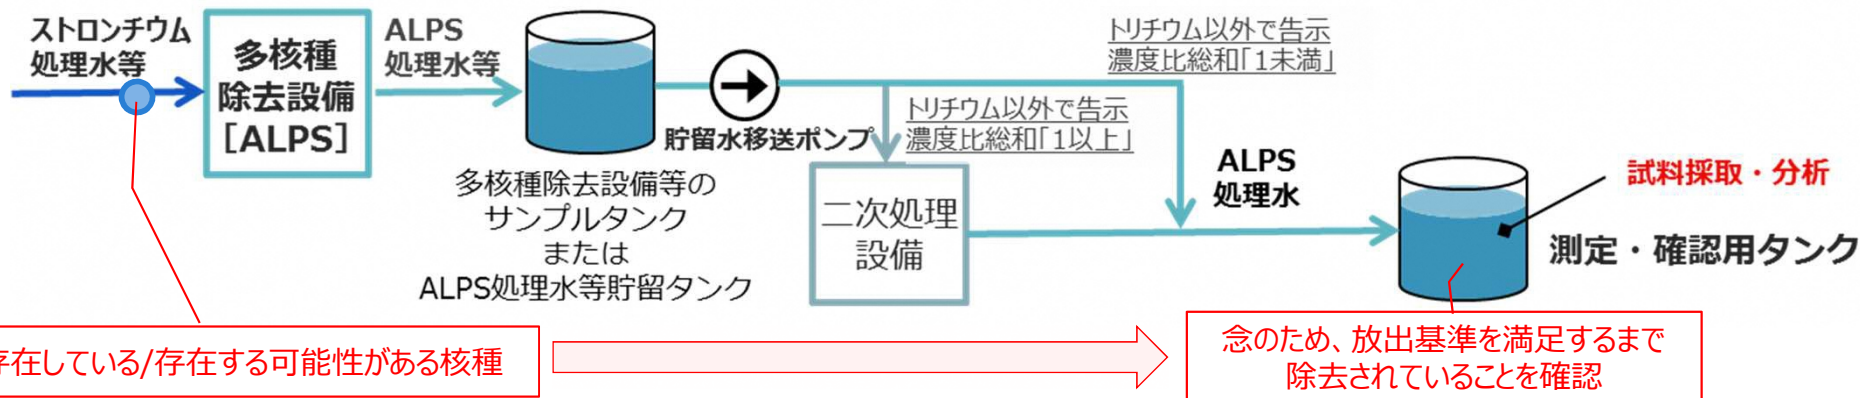 ストロンチウム
処理水等
多核種
除去設備
［ALPS］
ALPS
処理水等
多核種除去設備等の
サンプルタンク
または
ALPS処理水等貯留タンク
貯留水移送ポンプ
トリチウム以外で告示
濃度比総和「1以上」
二次処理
設備
トリチウム以外で告示
濃度比総和「1未満」
ALPS
処理水
試料採取・分析
測定・確認用タンク
在している/存在する可能性がある核種
念のため、放出基準を満足するまで
除去されていることを確認